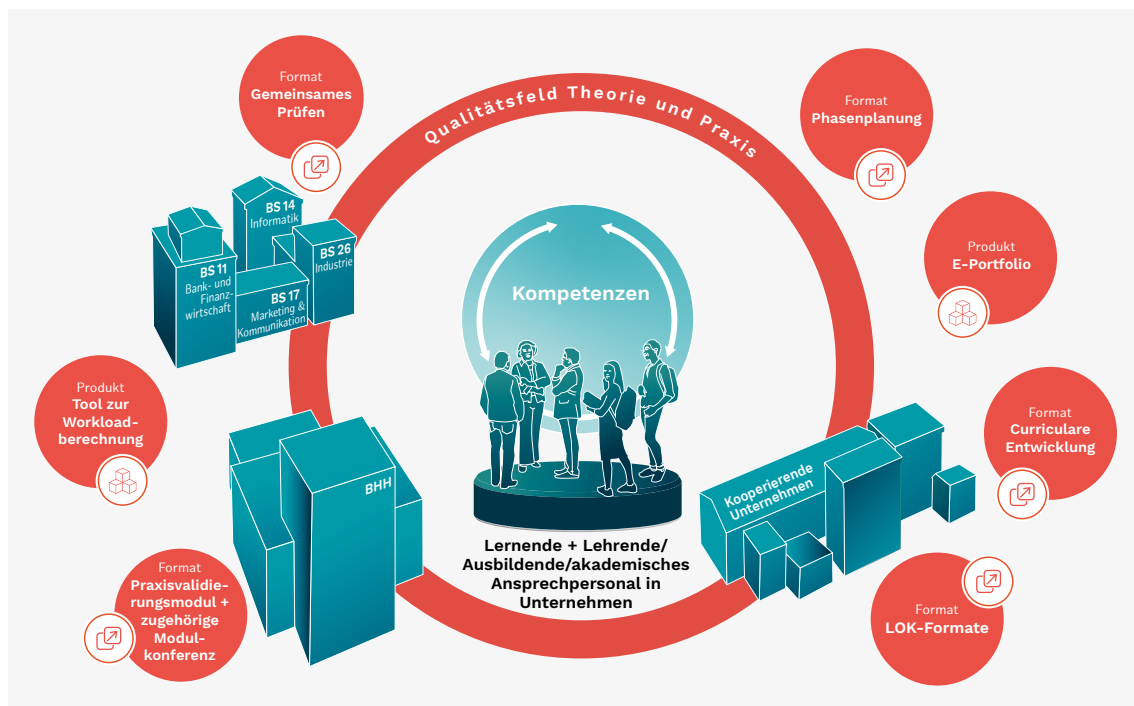 Qualitätsfeld Theorie und Praxis
Format
Gemeinsames
Prüfen
Format
Phasenplanung
BS 14
Informatik
BS 26
Industrie
BS 11
Bank- und
Finanz-
wirtschaft
BS 17
Marketing &
Kommunikation
Produkt
E-Portfolio
Kompetenzen
Produkt
Tool zur
Workload-
berechnung
Format
Curriculare
Entwicklung
BHH
Kooperierende
Unternehmen
Lernende + Lehrende/
Ausbildende/akademisches
Ansprechpersonal in
Unternehmen
Format
Praxisvalidie-
rungsmodul +
zugehörige
Modul-
konferenz
Format
LOK-Formate